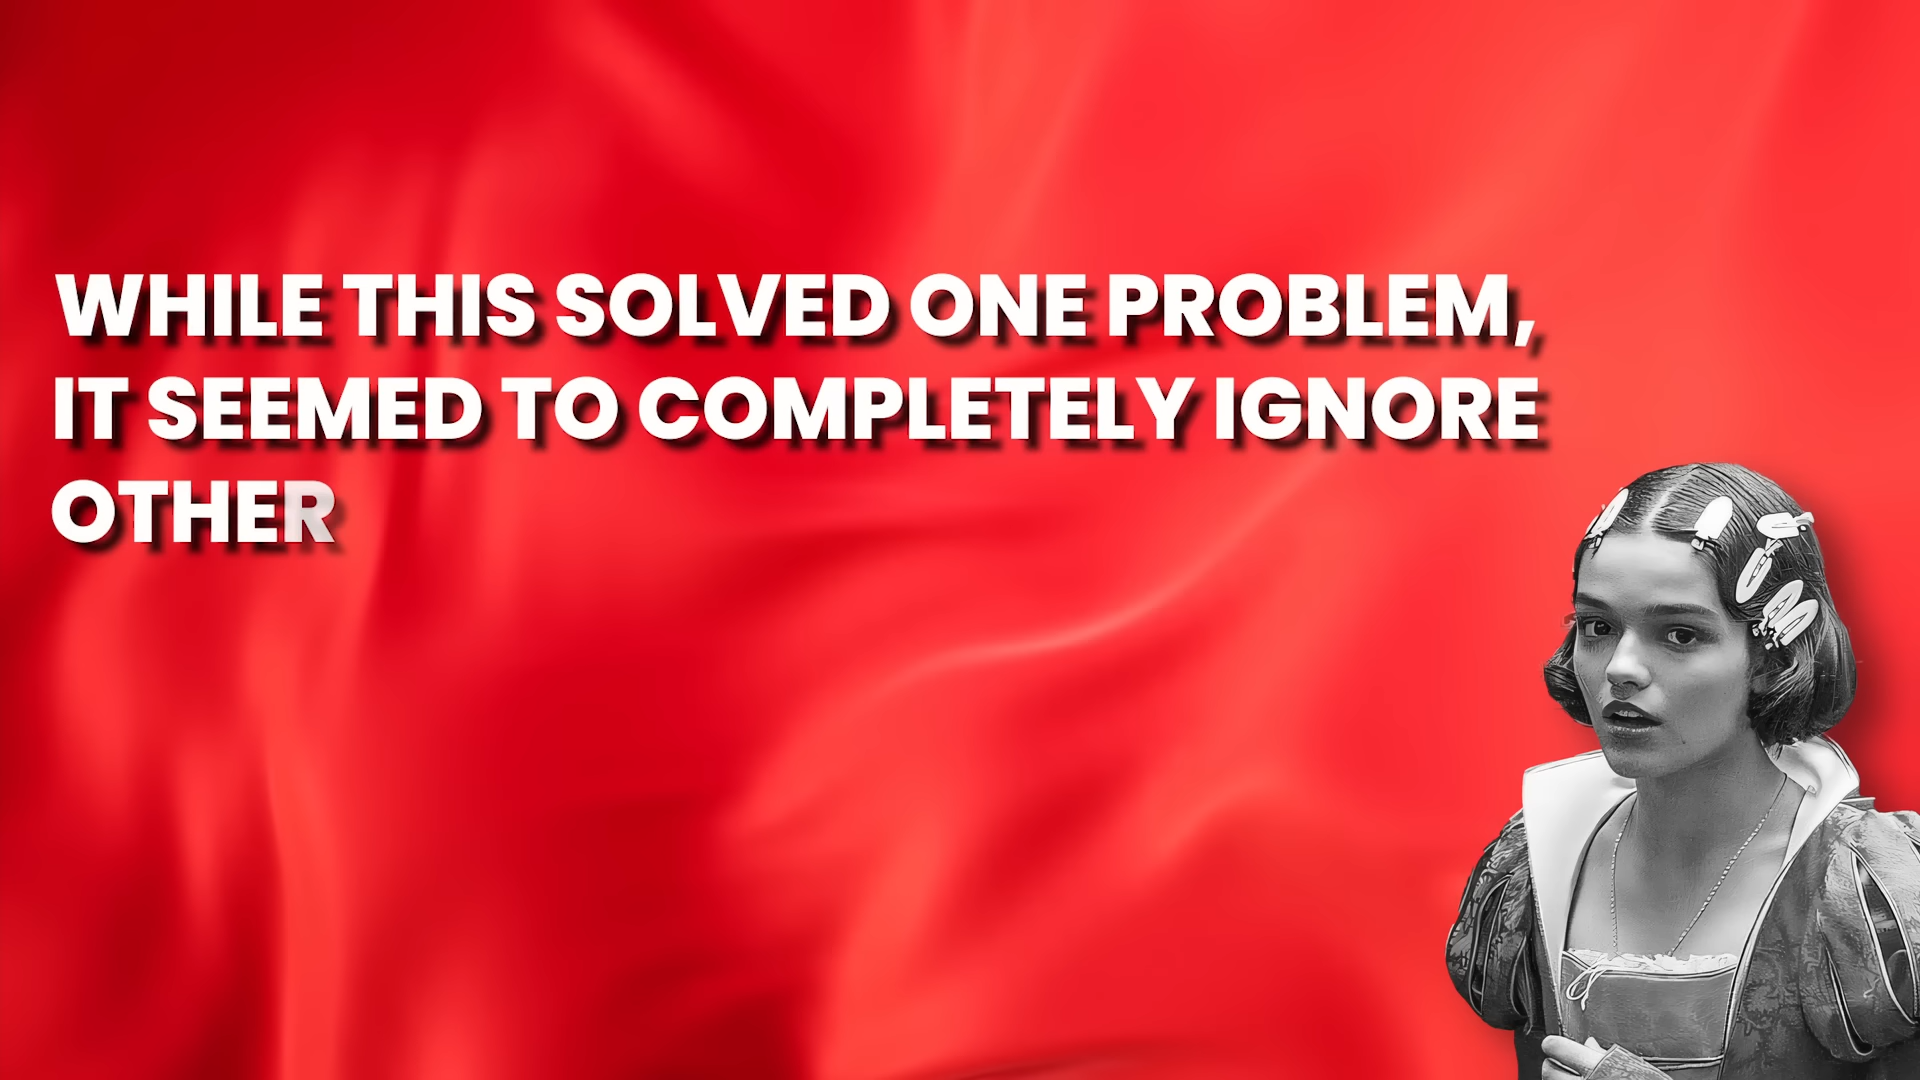 WHILE THIS SOLVED ONE PROBLEM,
IT SEEMED TO COMPLETELY IGNORE
OTHER